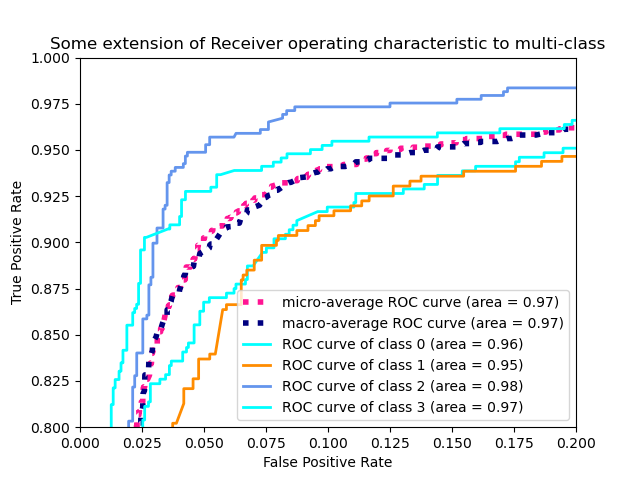 Some extension of Receiver operating characteristic to multi-class
1.000
0.975
0.950
0.925
0.900
0.875
0.850
0.825
0.800
True Positive Rate
micro-average ROC curve (area = 0.97)
macro-average ROC curve (area = 0.97)
ROC curve of class 0 (area = 0.96)
ROC curve of class 1 (area = 0.95)
ROC curve of class 2 (area = 0.98)
ROC curve of class 3 (area = 0.97)
0.000 0.025 0.050 0.075 0.100 0.125 0.150 0.175 0.200
False Positive Rate